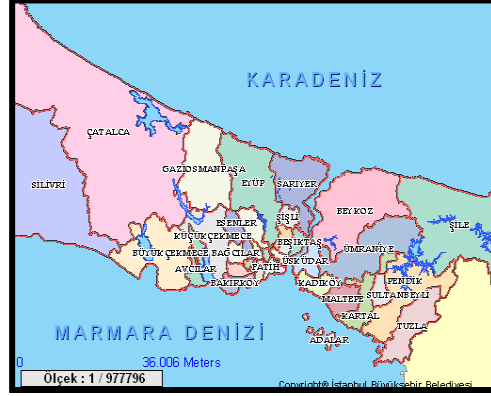 KARADENİZ
ÇATALCA
GAZİOSMANPAŞA
SİLİVRİ
EYÜP
SARIYER
BEYKOZ
ŞİLE
ŞİŞLİ
ESENLER
KÜÇÜKÇEKMECE
BEŞİKTAŞ
ÜMRANİYE
BÜYÜKÇEKMECE
BAĞCILAR
ÜSKÜDAR
AVCILAR
FATİH
BAKIRKÖY
KADIKÖY
PENDİK
SULTANBEYLİ
MALTEPE
KARTAL
TUZLA
ADALAR
MARMARA DENİZİ
0 36.006 Meters
Ölçek : 1 / 977796
Copyright® İstanbul Büyükşehir Belediyesi